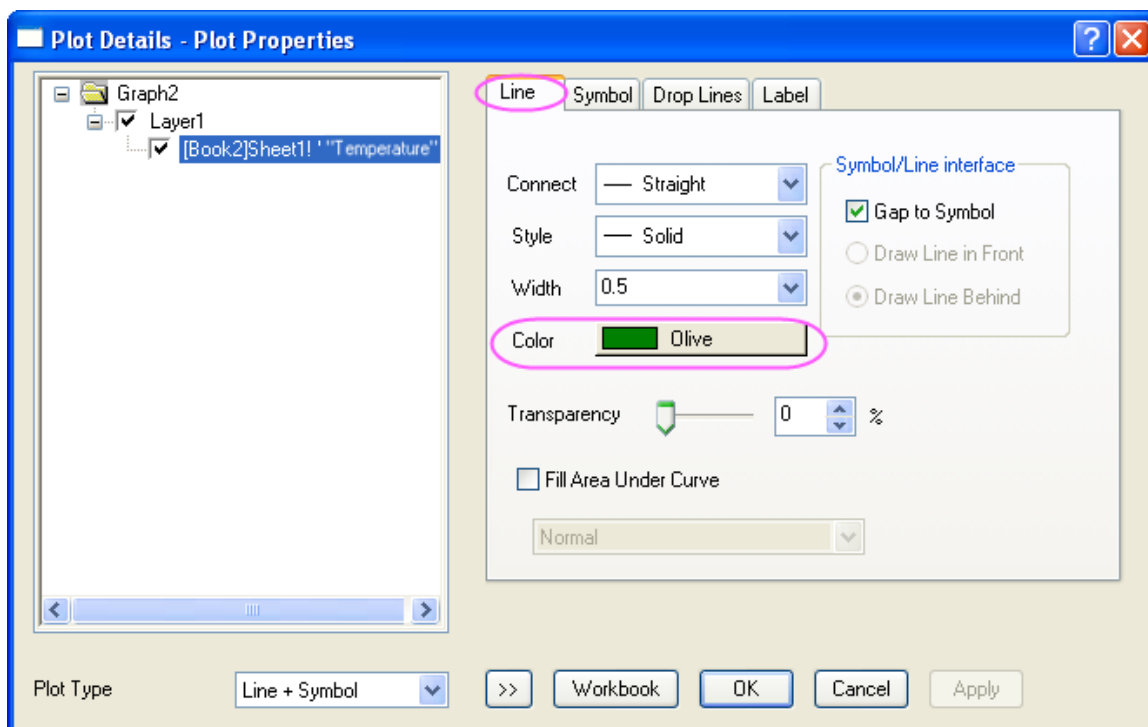 Plot Details - Plot Properties
Graph2
Layer1
[Book2]Sheet1! ' "Temperature"
Line
Symbol
Drop Lines
Label
Connect
Straight
Style
Solid
Width
0.5
Color
Olive
Symbol/Line interface
Gap to Symbol
Draw Line in Front
Draw Line Behind
Transparency
0
%
Fill Area Under Curve
Normal
Plot Type
Line + Symbol
>>
Workbook
OK
Cancel
Apply